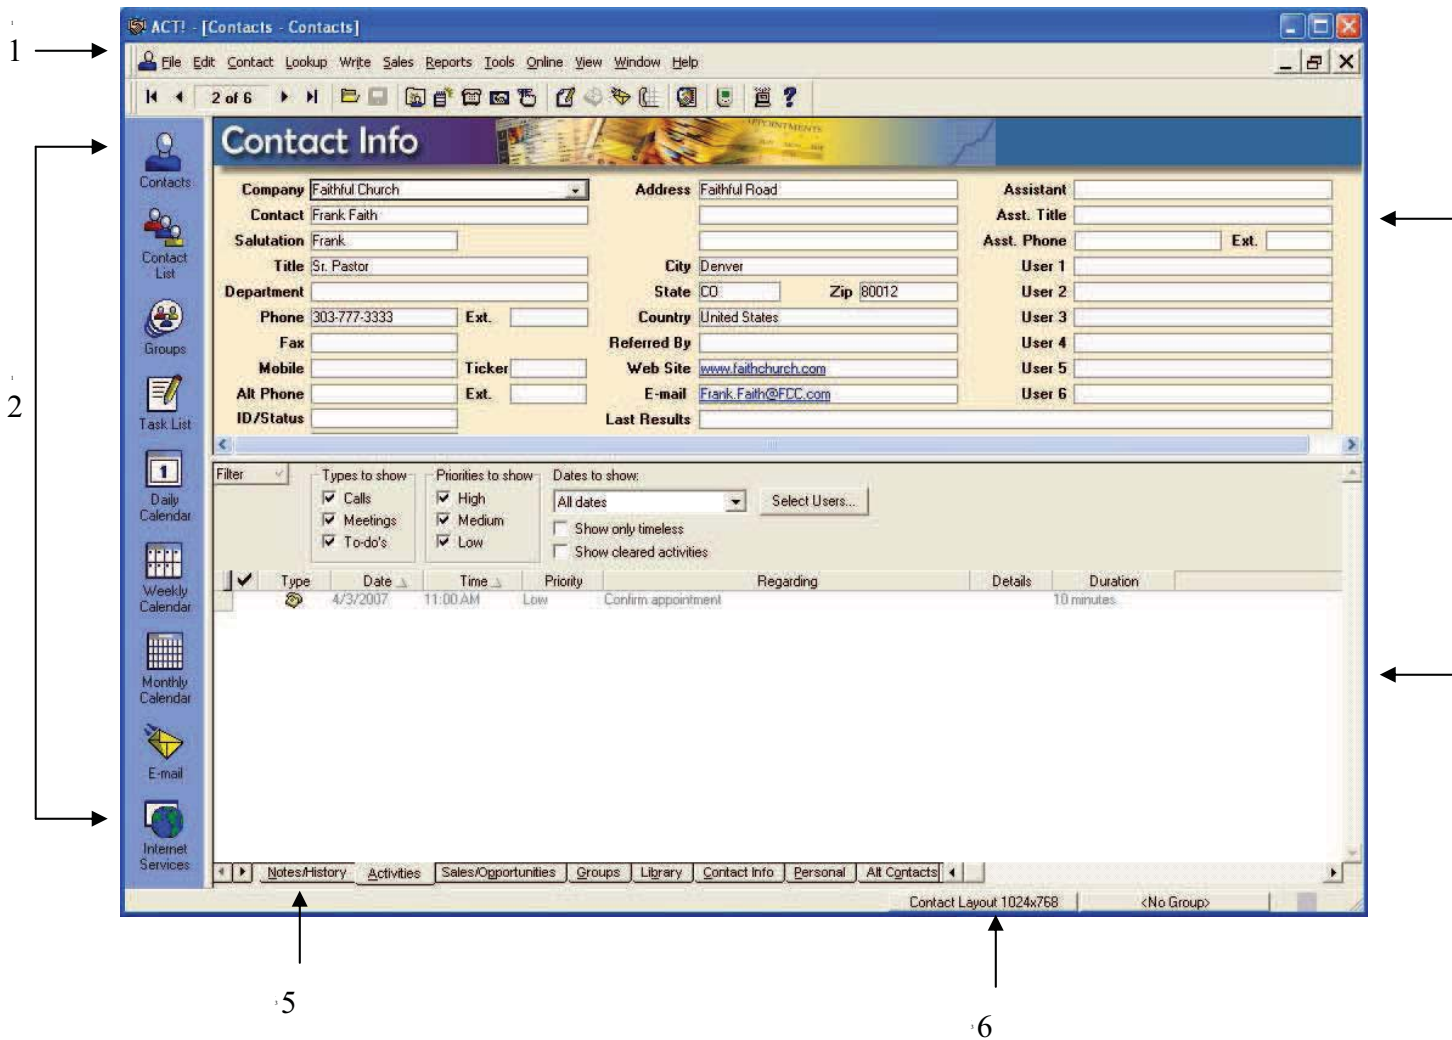 ACT! - [Contacts - Contacts]
1
File Edit Contact Lookup Write Sales Reports Tools Online View Window Help
2 of 6
Contact Info
APPOINTMENTS
Contacts
Contact List
Groups
Task List
1
Daily Calendar
Weekly Calendar
Monthly Calendar
E-mail
Internet Services
2
Company Faithful Church
Contact Frank Faith
Salutation Frank
Title Sr. Pastor
Department
Phone 303-777-3333 Ext.
Fax
Mobile Ticker
Alt Phone Ext.
ID/Status
Address Faithful Road
City Denver
State CO Zip 80012
Country United States
Referred By
Web Site www.faithchurch.com
E-mail Frank.Faith@FCC.com
Last Results
Assistant
Asst. Title
Asst. Phone Ext.
User 1
User 2
User 3
User 4
User 5
User 6
Filter
Types to show
Calls
Meetings
To-do's
Priorities to show
High
Medium
Low
Dates to show:
All dates
Select Users...
Show only timeless
Show cleared activities
Type Date Time Priority Regarding Details Duration
4/3/2007 11:00 AM Low Confirm appointment 10 minutes
Notes/History Activities Sales/Opportunities Groups Library Contact Info Personal Alt Contacts
Contact Layout 1024x768 <No Group>
5
6